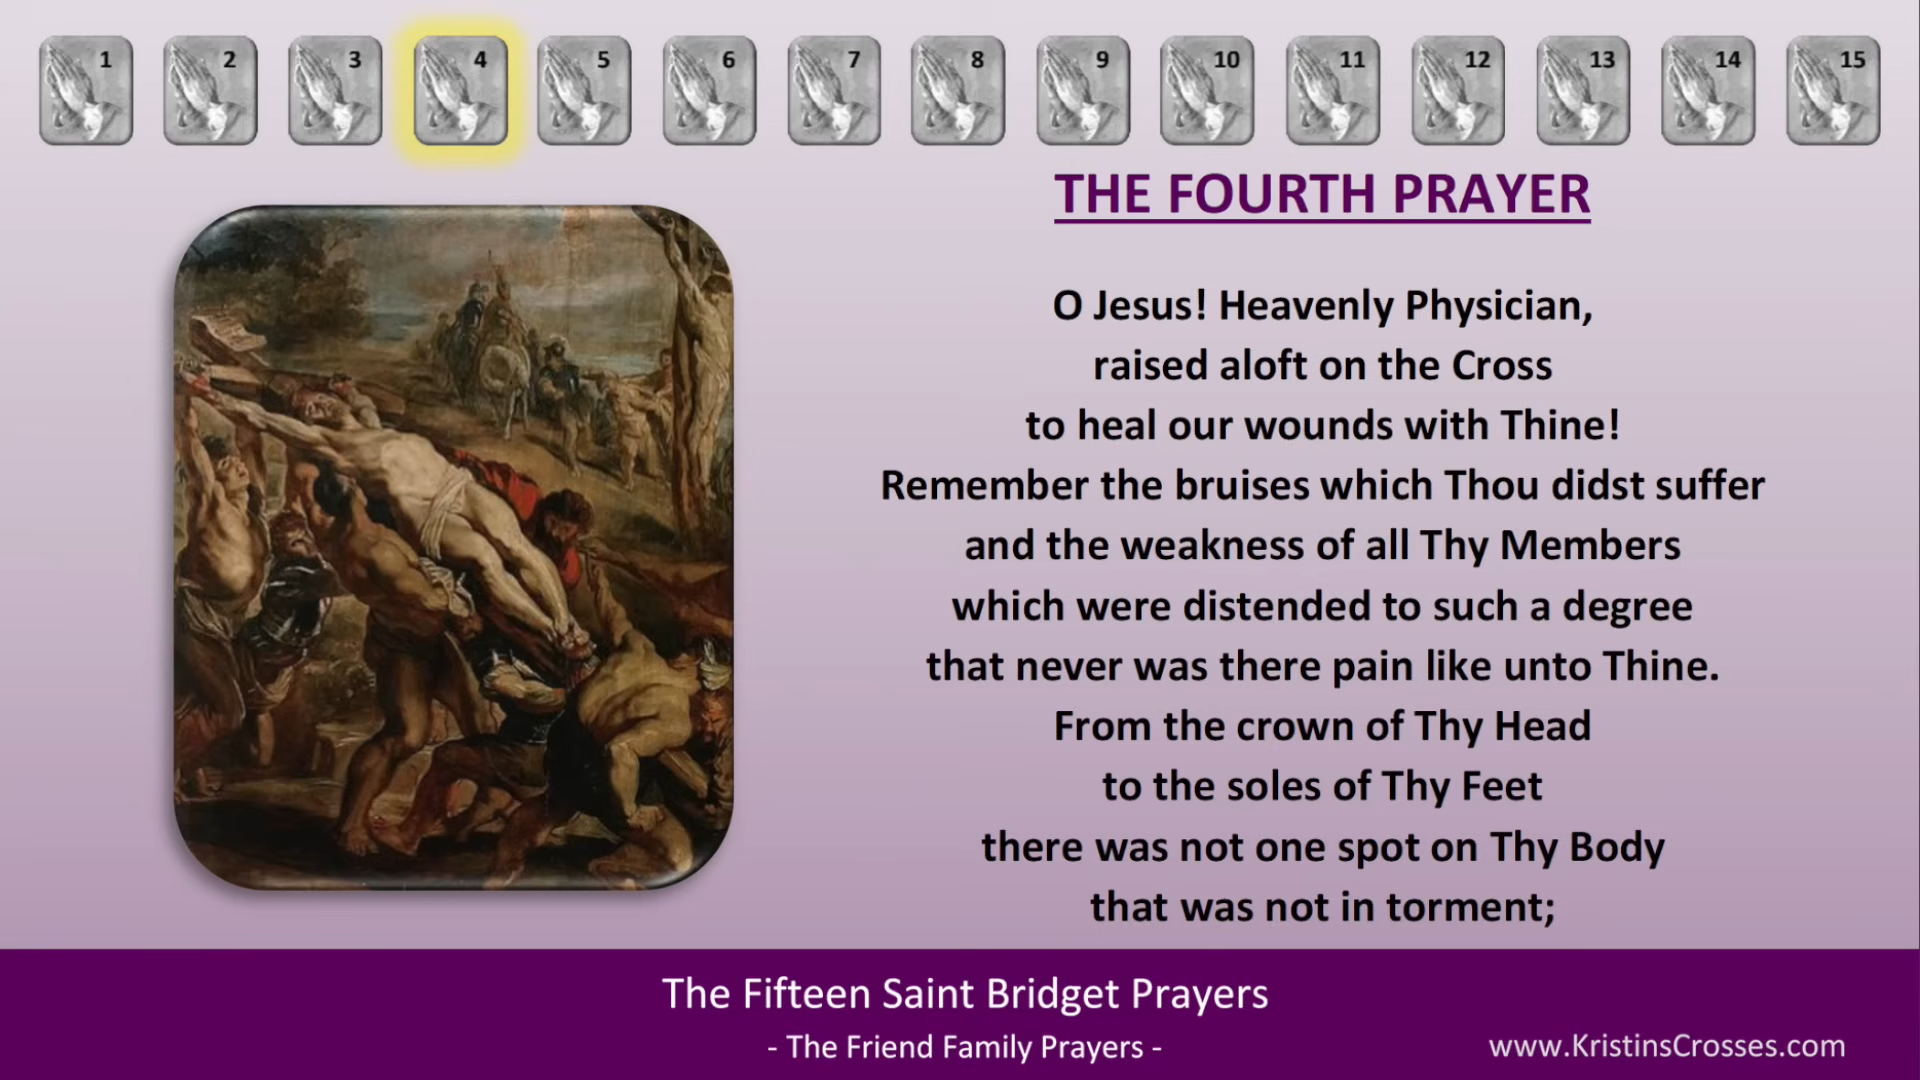 1 2 3 4 5 6 7 8 9 10 11 12 13 14 15
THE FOURTH PRAYER
O Jesus! Heavenly Physician,
raised aloft on the Cross
to heal our wounds with Thine!
Remember the bruises which Thou didst suffer
and the weakness of all Thy Members
which were distended to such a degree
that never was there pain like unto Thine.
From the crown of Thy Head
to the soles of Thy Feet
there was not one spot on Thy Body
that was not in torment;
The Fifteen Saint Bridget Prayers
- The Friend Family Prayers -
www.KristinsCrosses.com